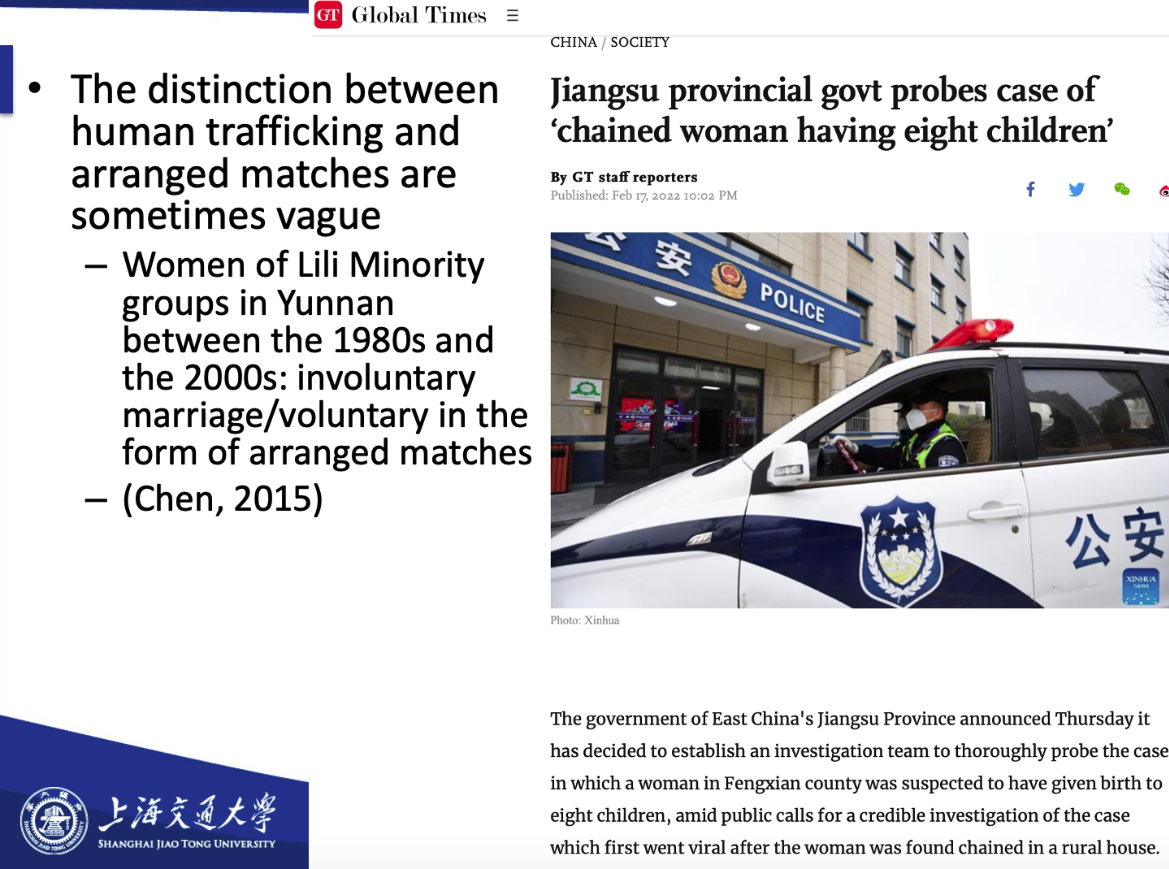 GT Global Times
CHINA / SOCIETY
• The distinction between
human trafficking and
arranged matches are
sometimes vague
– Women of Lili Minority
groups in Yunnan
between the 1980s and
the 2000s: involuntary
marriage/voluntary in the
form of arranged matches
– (Chen, 2015)
上海交通大学
SHANGHAI JIAO TONG UNIVERSITY
Jiangsu provincial govt probes case of
‘chained woman having eight children’
By GT staff reporters
Published: Feb 17, 2022 10:02 PM
公安 POLICE
公安
XINHUA
NEWS
Photo: Xinhua
The government of East China's Jiangsu Province announced Thursday it
has decided to establish an investigation team to thoroughly probe the case
in which a woman in Fengxian county was suspected to have given birth to
eight children, amid public calls for a credible investigation of the case
which first went viral after the woman was found chained in a rural house.